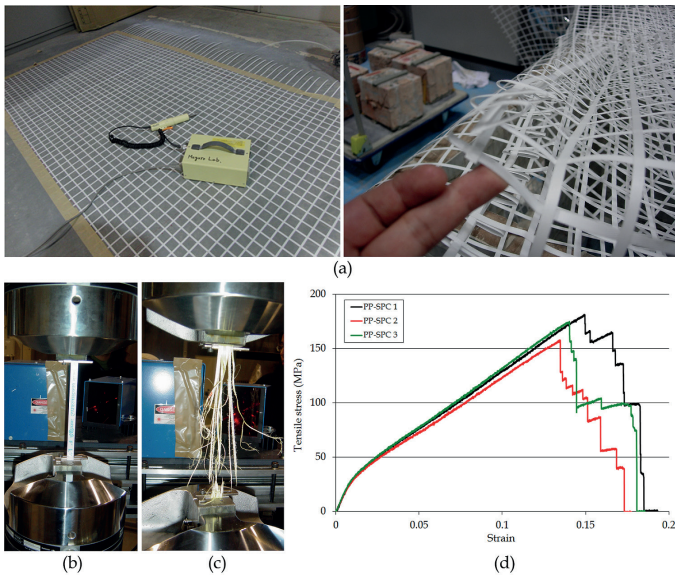 Meguro Lab.
(a)
(b)
(c)
(d)
200
150
100
50
0
PP-SPC 1
PP-SPC 2
PP-SPC 3
Tensile stress (MPa)
0
0.05
0.1
0.15
0.2
Strain